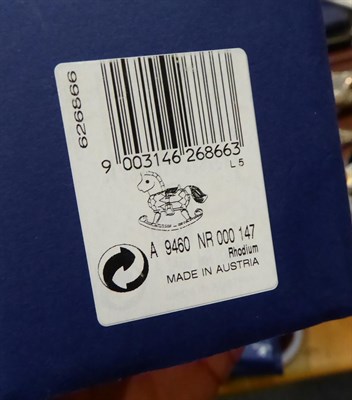 626866
9 003146 268663
L 5
A 9460 NR 000 147
Rhodium
MADE IN AUSTRIA